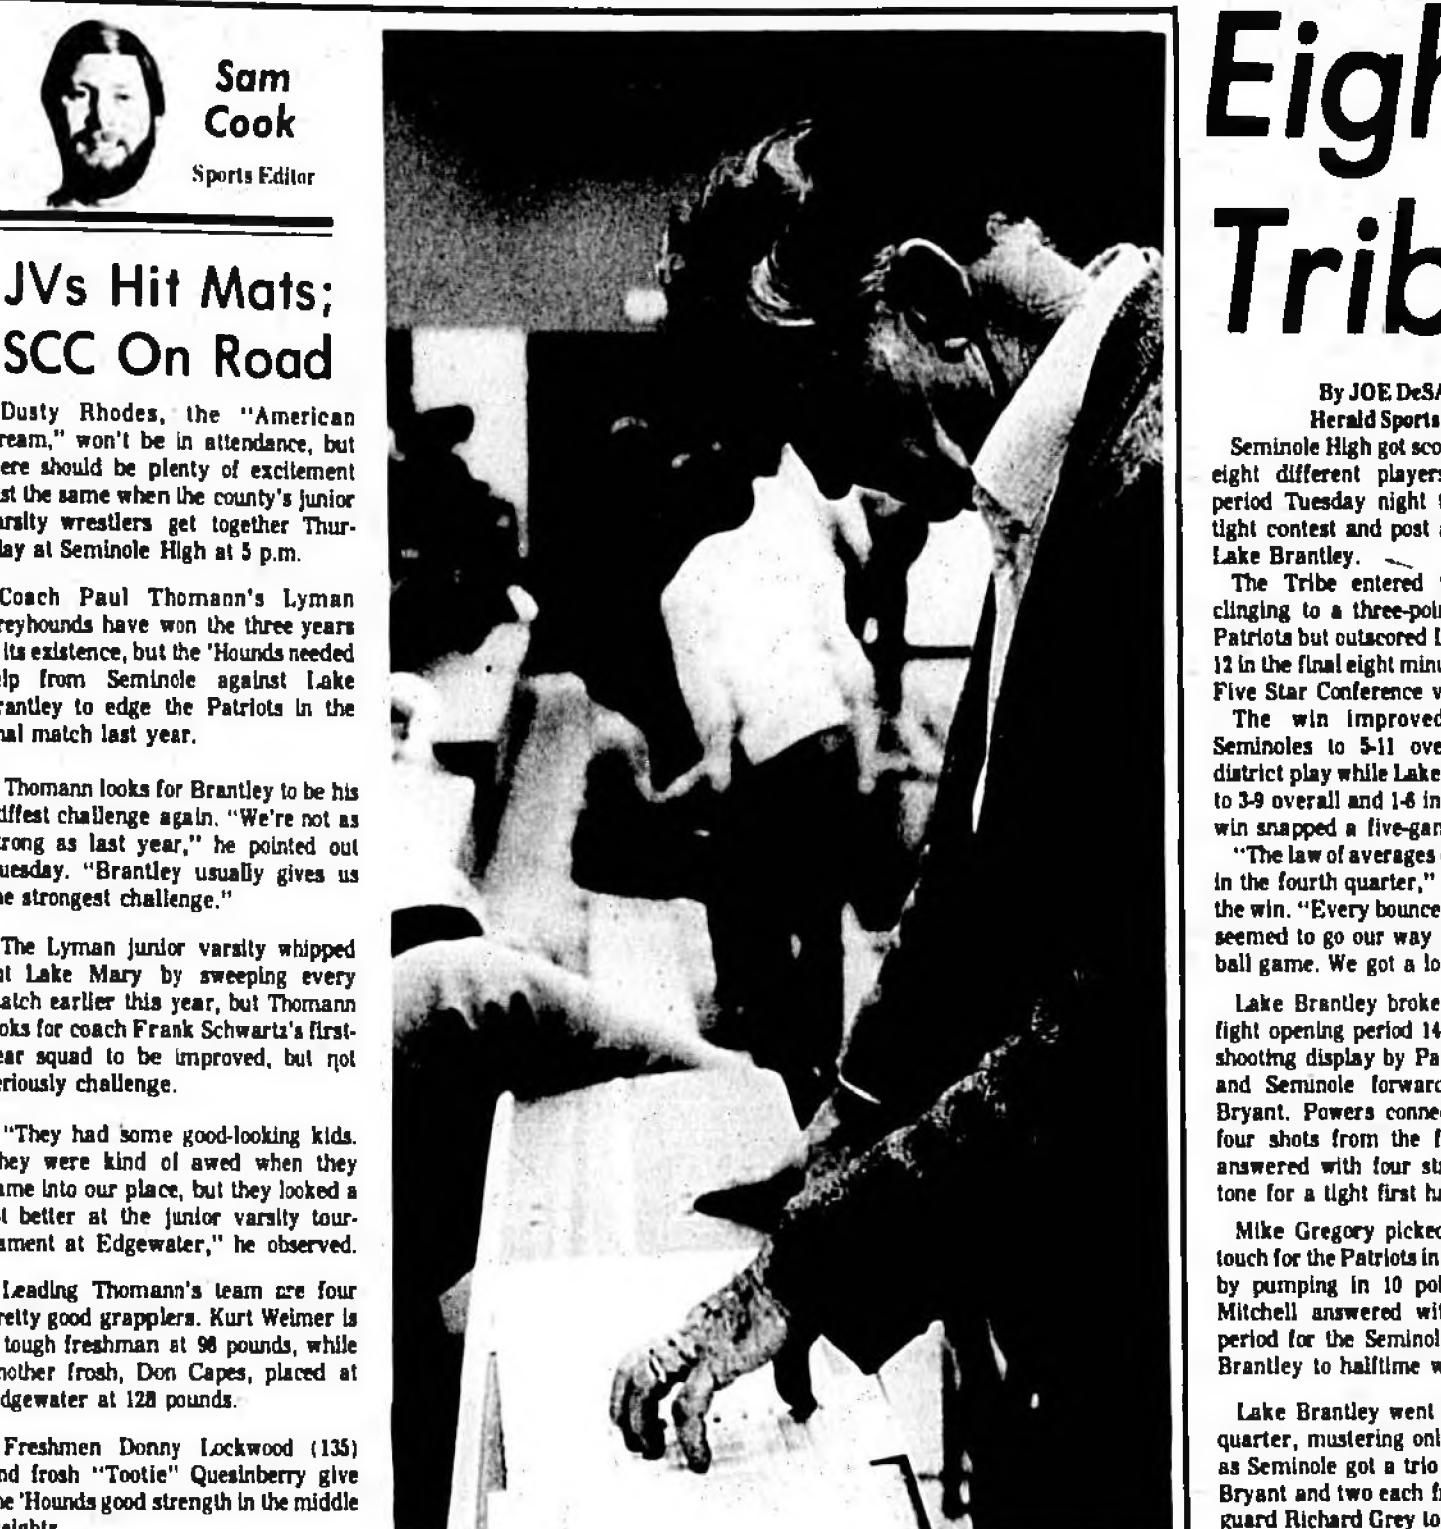 Sam
Cook
Sports Editor
JVs Hit Mats;
SCC On Road
Dusty Rhodes, the "American
ream," won't be in attendance, but
ere should be plenty of excitement
st the same when the county's junior
arsity wrestlers get together Thur-
day at Seminole High at 5 p.m.
Coach Paul Thomann's Lyman
reyhounds have won the three years
its existence, but the 'Hounds needed
elp from Seminole against Lake
rantley to edge the Patriots in the
nal match last year.
Thomann looks for Brantley to be his
iffest challenge again. "We're not as
trong as last year," he pointed out
uesday. "Brantley usually gives us
he strongest challenge."
The Lyman junior varsity whipped
at Lake Mary by sweeping every
atch earlier this year, but Thomann
oks for coach Frank Schwartz's first-
ear squad to be improved, but not
eriously challenge.
"They had some good-looking kids.
hey were kind of awed when they
ame into our place, but they looked a
ot better at the junior varsity tour-
ament at Edgewater," he observed.
Leading Thomann's team are four
retty good grapplers. Kurt Weimer is
tough freshman at 98 pounds, while
nother frosh, Don Capes, placed at
dgewater at 128 pounds.
Freshmen Donny Lockwood (135)
nd frosh "Tootie" Quesinberry give
he 'Hounds good strength in the middle
eights
Eigh
Trib
By JOE DeSA
Herald Sports
Seminole High got sco
eight different players
period Tuesday night t
tight contest and post a
Lake Brantley.
The Tribe entered
clinging to a three-poin
Patriots but outscored L
12 in the final eight minu
Five Star Conference v
The win improved
Seminoles to 5-11 ove
district play while Lake
to 3-9 overall and 1-6 in
win snapped a five-gam
"The law of averages
in the fourth quarter,"
the win. "Every bounce
seemed to go our way
ball game. We got a lo
Lake Brantley broke
fight opening period 14
shooting display by Pa
and Seminole forward
Bryant. Powers connec
four shots from the f
answered with four str
tone for a tight first ha
Mike Gregory picked
touch for the Patriots in
by pumping in 10 poi
Mitchell answered wit
period for the Seminol
Brantley to halftime w
Lake Brantley went
quarter, mustering onl
as Seminole got a trio
Bryant and two each f
guard Richard Grey to